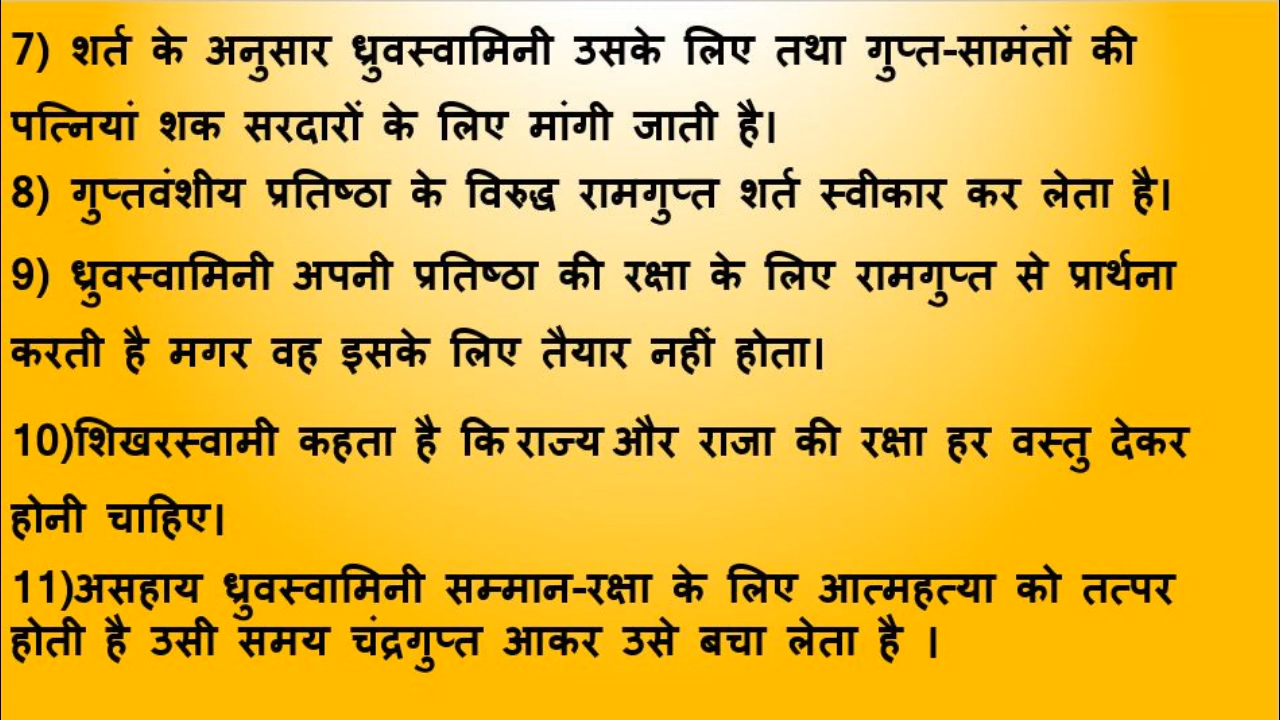 7) शर्त के अनुसार ध्रुवस्वामिनी उसके लिए तथा गुप्त-सामंतों की
पत्नियां शक सरदारों के लिए मांगी जाती है।
8) गुप्तवंशीय प्रतिष्ठा के विरुद्ध रामगुप्त शर्त स्वीकार कर लेता है।
9) ध्रुवस्वामिनी अपनी प्रतिष्ठा की रक्षा के लिए रामगुप्त से प्रार्थना
करती है मगर वह इसके लिए तैयार नहीं होता।
10)शिखरस्वामी कहता है कि राज्य और राजा की रक्षा हर वस्तु देकर
होनी चाहिए।
11)असहाय ध्रुवस्वामिनी सम्मान-रक्षा के लिए आत्महत्या को तत्पर
होती है उसी समय चंद्रगुप्त आकर उसे बचा लेता है ।